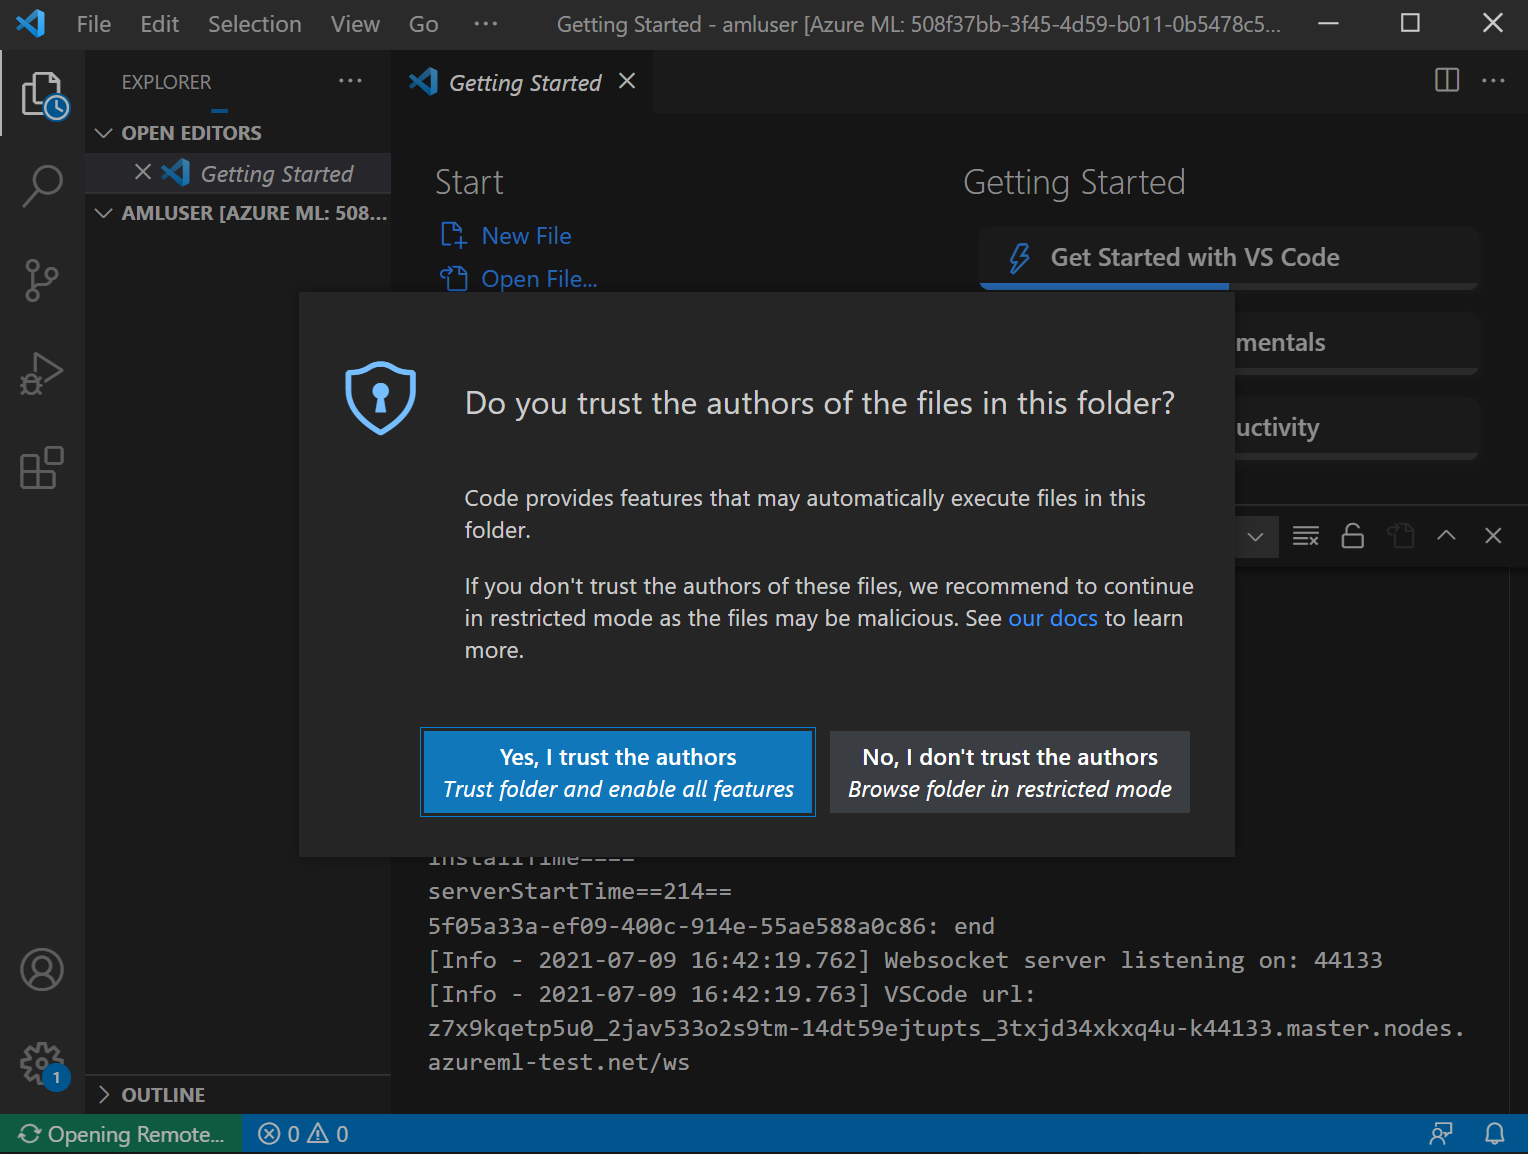 File Edit Selection View Go ··· Getting Started - amluser [Azure ML: 508f37bb-3f45-4d59-b011-0b5478c5...
EXPLORER
Getting Started
OPEN EDITORS
Getting Started
AMLUSER [AZURE ML: 508...
Start
New File
Open File...
Getting Started
Get Started with VS Code
mentals
uctivity
Do you trust the authors of the files in this folder?
Code provides features that may automatically execute files in this
folder.
If you don't trust the authors of these files, we recommend to continue
in restricted mode as the files may be malicious. See our docs to learn
more.
Yes, I trust the authors
Trust folder and enable all features
No, I don't trust the authors
Browse folder in restricted mode
installTime====
serverStartTime==214==
5f05a33a-ef09-400c-914e-55ae588a0c86: end
[Info - 2021-07-09 16:42:19.762] Websocket server listening on: 44133
[Info - 2021-07-09 16:42:19.763] VSCode url:
z7x9kqetp5u0_2jav533o2s9tm-14dt59ejtupts_3txjd34xkxq4u-k44133.master.nodes.
azureml-test.net/ws
1
OUTLINE
Opening Remote... 0 0